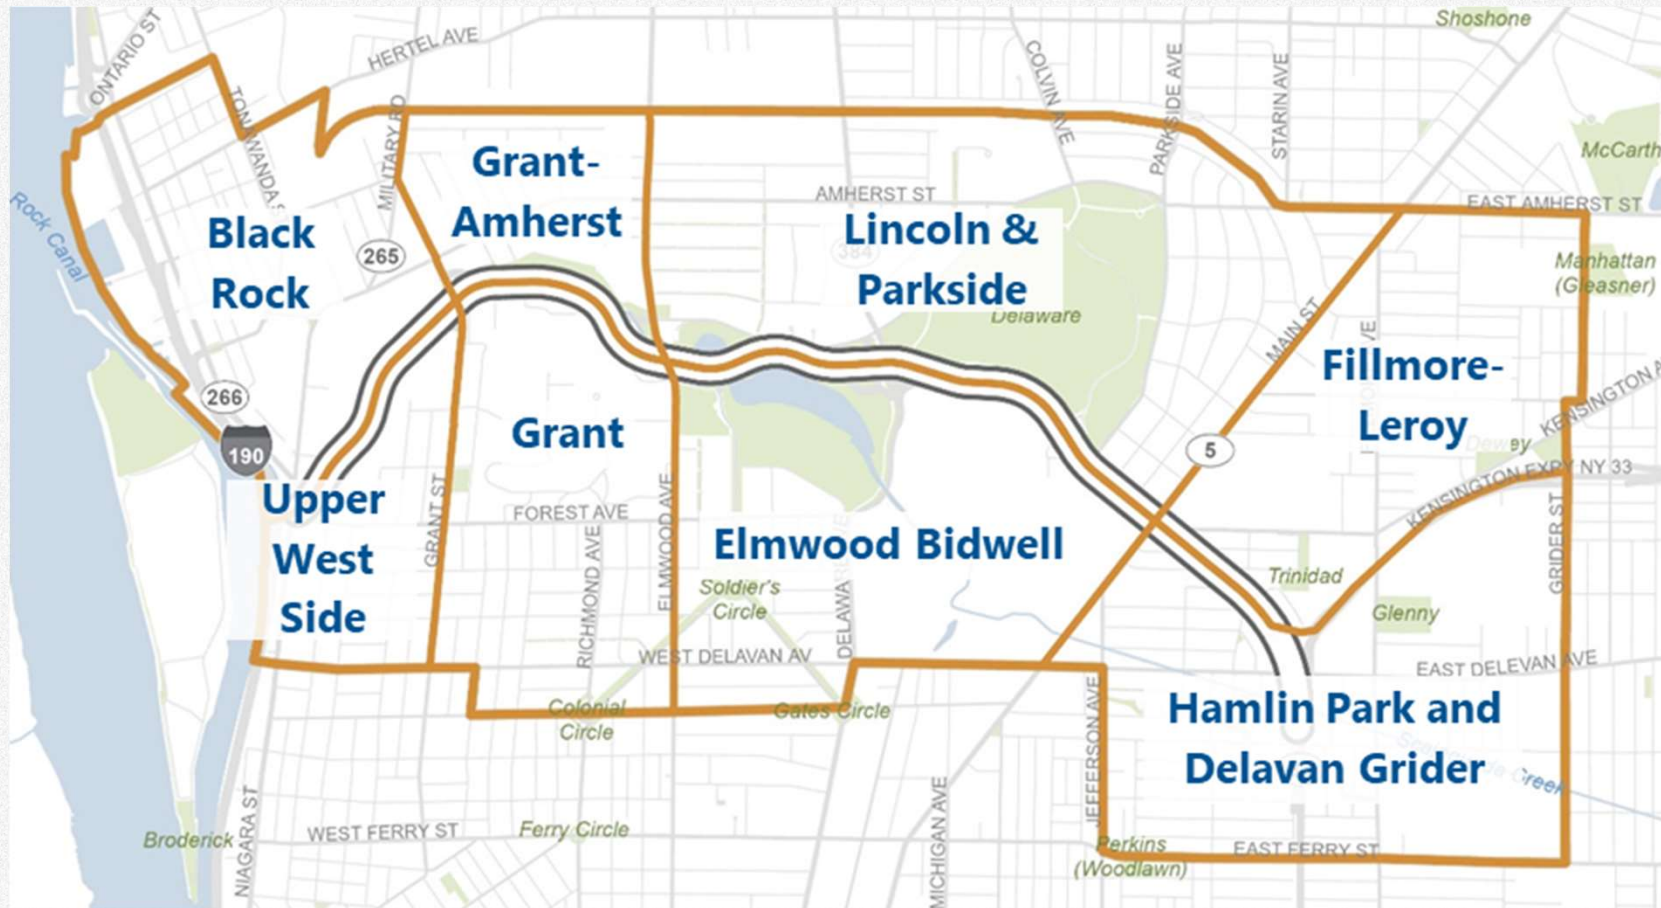 Shoshone
ONTARIO ST
HERTEL AVE
COLVIN AVE
PARKSIDE AVE
STARIN AVE
TONAWANDA S
MILITARY RD
McCarth
Grant-
Amherst
AMHERST ST
EAST AMHERST ST
Rock Canal
Black
Rock
Lincoln &
Parkside
265
384
Manhattan
(Gleasner)
Delaware
MAIN ST
Fillmore-
Leroy
266
190
5
KENSINGTON A
Dewey
Grant
KENSINGTON EXPY NY 33
Upper
West
Side
GRANT ST
FOREST AVE
RICHMOND AVE
ELMWOOD AVE
Elmwood Bidwell
Soldier's
Circle
DELAWA
Trinidad
Glenny
GRIDER ST
WEST DELAVAN AV
EAST DELEVAN AVE
Colonial
Circle
Gates Circle
JEFFERSON AVE
Hamlin Park and
Delavan Grider
Creek
NIAGARA ST
Broderick
WEST FERRY ST
Ferry Circle
MICHIGAN AVE
Perkins
(Woodlawn)
EAST FERRY ST